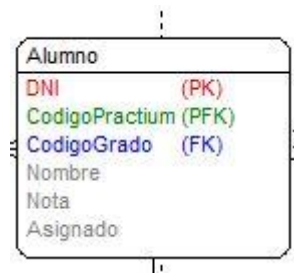 Alumno
DNI (PK)
CodigoPractium (PFK)
CodigoGrado (FK)
Nombre
Nota
Asignado